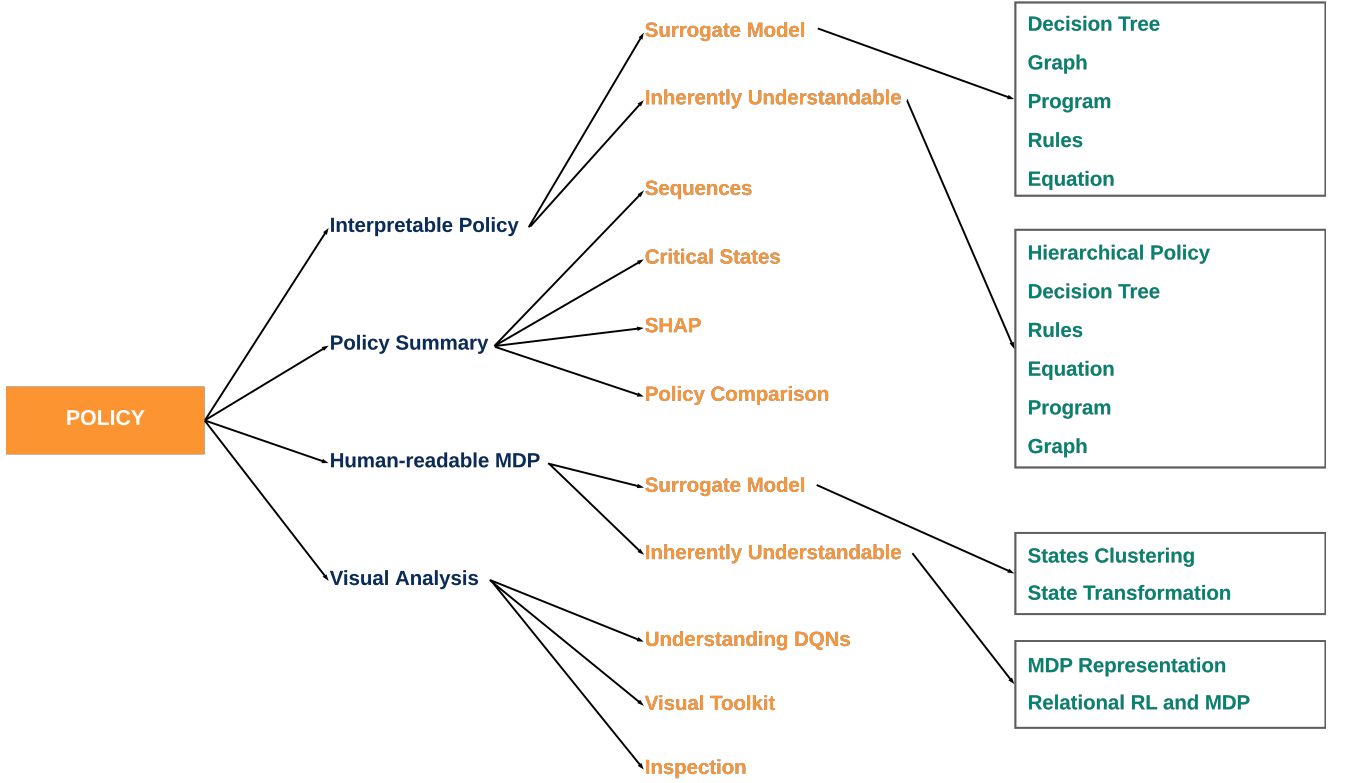 POLICY
Interpretable Policy
Policy Summary
Human-readable MDP
Visual Analysis
Surrogate Model
Inherently Understandable
Sequences
Critical States
SHAP
Policy Comparison
Surrogate Model
Inherently Understandable
Understanding DQNs
Visual Toolkit
Inspection
Decision Tree
Graph
Program
Rules
Equation
Hierarchical Policy
Decision Tree
Rules
Equation
Program
Graph
States Clustering
State Transformation
MDP Representation
Relational RL and MDP